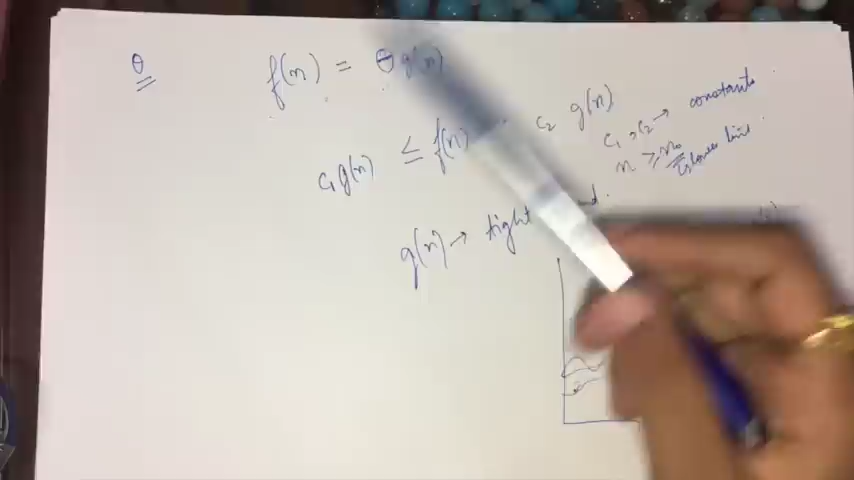 θ f(n) = θ g(n)
c₁ g(n) ≤ f(n) c₂ g(n)
c₁, c₂ → constants
n ≥ n₀
g(n) → tight